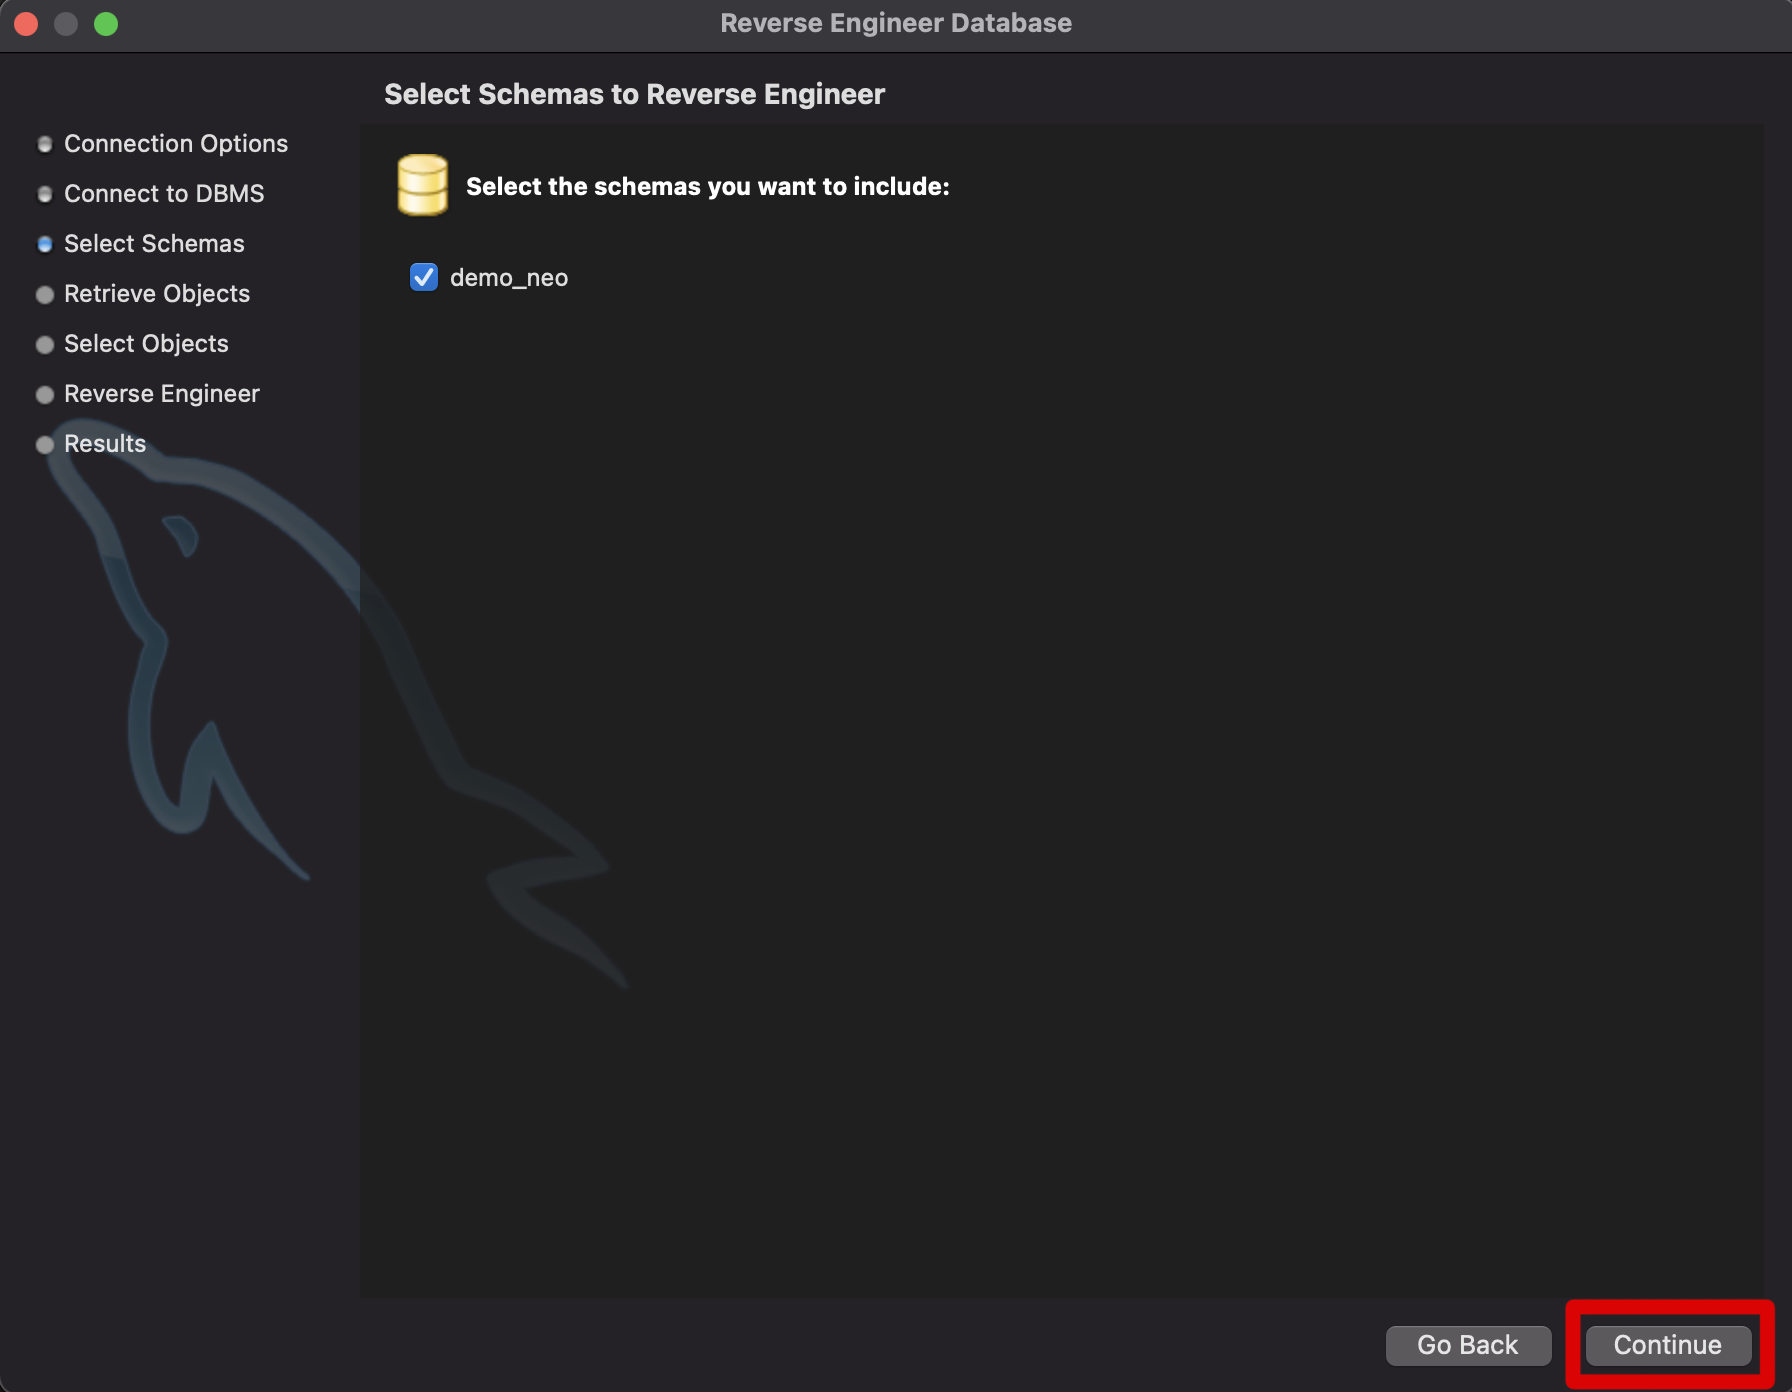 Reverse Engineer Database
Select Schemas to Reverse Engineer
Connection Options
Connect to DBMS
Select Schemas
Retrieve Objects
Select Objects
Reverse Engineer
Results
Select the schemas you want to include:
demo_neo
Go Back
Continue